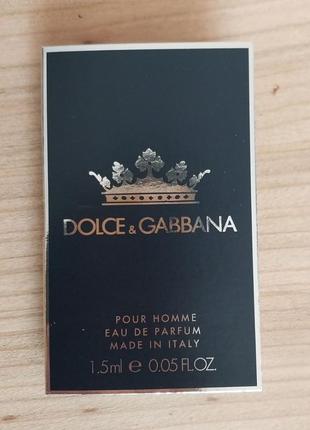 DOLCE & GABBANA
POUR HOMME
EAU DE PARFUM
MADE IN ITALY
1.5ml ℮ 0.05 FL.OZ.